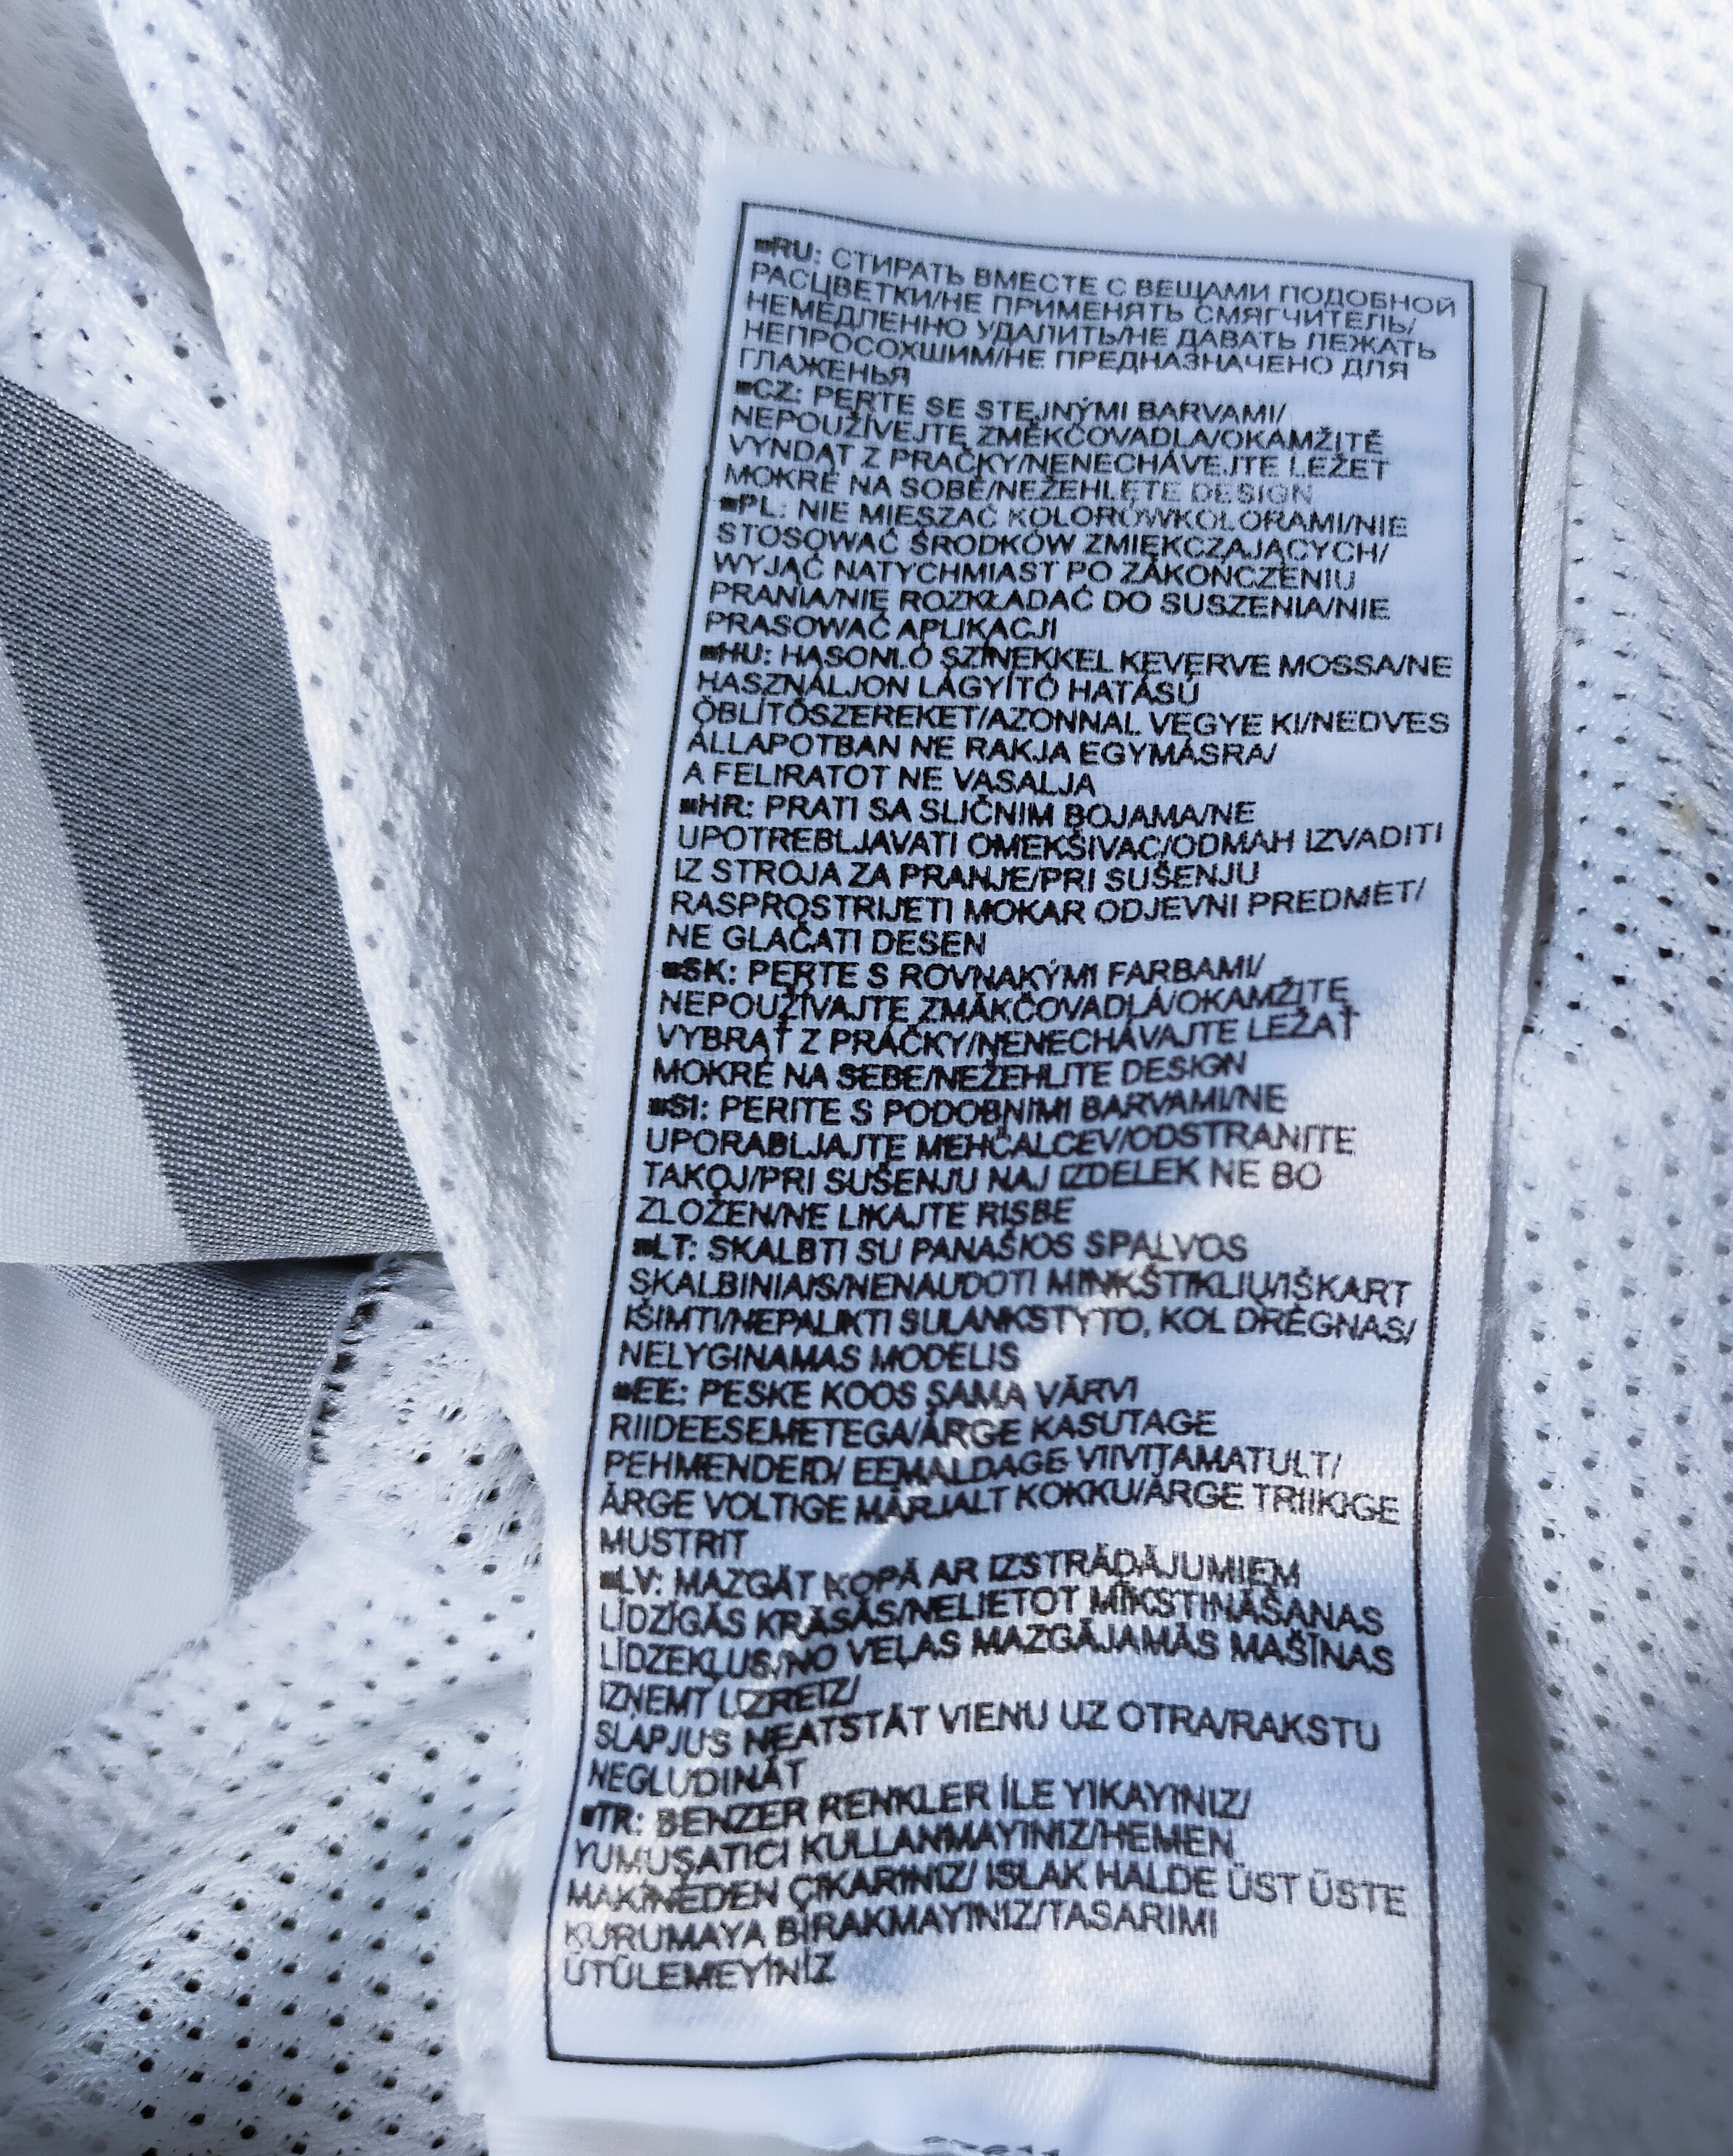 RU: СТИРАТЬ ВМЕСТЕ С ВЕЩАМИ ПОДОБНОЙ
РАСЦВЕТКИ/НЕ ПРИМЕНЯТЬ СМЯГЧИТЕЛЬ/
НЕМЕДЛЕННО УДАЛИТЬ/НЕ ДАВАТЬ ЛЕЖАТЬ
НЕПРОСОХШИМ/НЕ ПРЕДНАЗНАЧЕНО ДЛЯ
ГЛАЖЕНЬЯ
CZ: PERTE SE STEJNÝMI BARVAMI/
NEPOUŽÍVEJTE ZMĚKČOVADLA/OKAMŽITĚ
VYNDAT Z PRAČKY/NENECHÁVEJTE LEŽET
MOKRÉ NA SOBĚ/NEŽEHLETE DESIGN
PL: NIE MIESZAĆ KOLORÓWKOLORAMI/NIE
STOSOWAĆ ŚRODKÓW ZMIĘKCZAJĄCYCH/
WYJĄĆ NATYCHMIAST PO ZAKOŃCZENIU
PRANIA/NIE ROZKŁADAĆ DO SUSZENIA/NIE
PRASOWAĆ APLIKACJI
HU: HASONLÓ SZÍNEKKEL KEVERVE MOSSA/NE
HASZNÁLJON LÁGYÍTÓ HATÁSÚ
ÖBLÍTŐSZEREKET/AZONNAL VEGYE KI/NEDVES
ÁLLAPOTBAN NE RAKJA EGYMÁSRA/
A FELIRATOT NE VASALJA
HR: PRATI SA SLIČNIM BOJAMA/NE
UPOTREBLJAVATI OMEKŠIVAČ/ODMAH IZVADITI
IZ STROJA ZA PRANJE/PRI SUŠENJU
RASPROSTRIJETI MOKAR ODJEVNI PREDMET/
NE GLAČATI DESEN
SK: PERTE S ROVNAKÝMI FARBAMI/
NEPOUŽÍVAJTE ZMÄKČOVADLÁ/OKAMŽITE
VYBRAŤ Z PRÁČKY/NENECHÁVAJTE LEŽAŤ
MOKRÉ NA SEBE/NEŽEHLITE DESIGN
SI: PERITE S PODOBNIMI BARVAMI/NE
UPORABLJAJTE MEHČALCEV/ODSTRANITE
TAKOJ/PRI SUŠENJU NAJ IZDELEK NE BO
ZLOŽEN/NE LIKAJTE RISBE
LT: SKALBTI SU PANAŠIOS SPALVOS
SKALBINIAIS/NENAUDOTI MINKŠTIKLIŲ/IŠKART
IŠIMTI/NEPALIKTI SULANKSTYTO, KOL DRĖGNAS/
NELYGINAMAS MODELIS
EE: PESKE KOOS SAMA VÄRVI
RIIDEESEMETEGA/ÄRGE KASUTAGE
PEHMENDEID/ EEMALDAGE VIIVITAMATULT/
ÄRGE VOLTIGE MÄRJALT KOKKU/ÄRGE TRIIKIGE
MUSTRIT
LV: MAZGĀT KOPĀ AR IZSTRĀDĀJUMIEM
LĪDZĪGĀS KRĀSĀS/NELIETOT MĪKSTINĀŠANAS
LĪDZEKĻUS/NO VEĻAS MAZGĀJAMĀS MAŠĪNAS
IZŅEMT UZREIZ/
SLAPJUS NEATSTĀT VIENU UZ OTRA/RAKSTU
NEGLUDINĀT
TR: BENZER RENKLER İLE YIKAYINIZ/
YUMUŞATICI KULLANMAYINIZ/HEMEN
MAKİNEDEN ÇIKARINIZ/ ISLAK HALDE ÜST ÜSTE
KURUMAYA BIRAKMAYINIZ/TASARIMI
ÜTÜLEMEYİNİZ